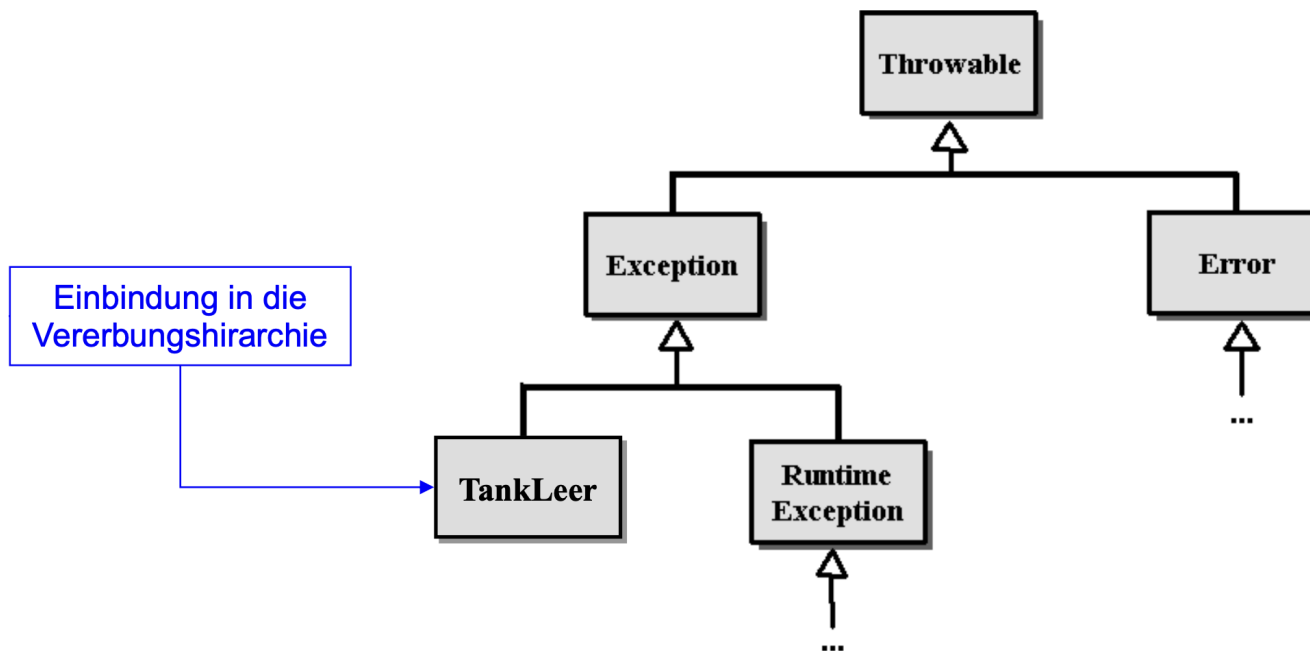 Throwable
Exception
Error
Einbindung in die
Vererbungshirarchie
...
TankLeer
Runtime
Exception
...